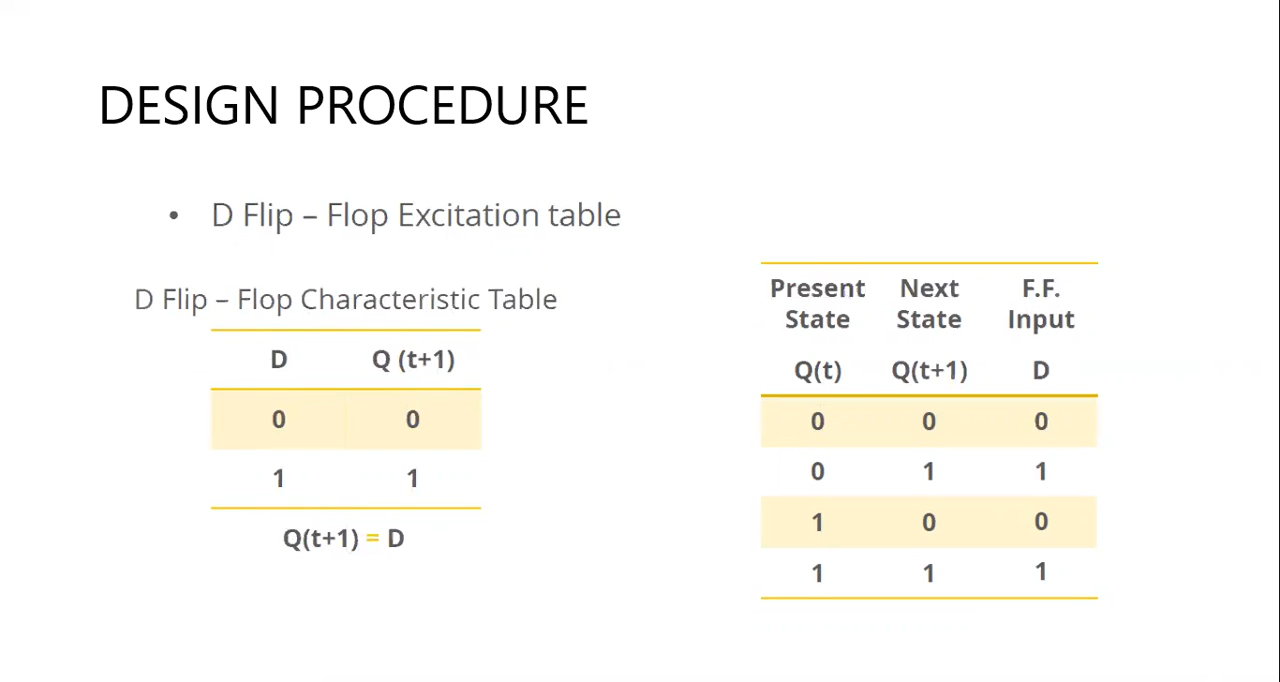 DESIGN PROCEDURE
• D Flip – Flop Excitation table
D Flip – Flop Characteristic Table
D Q (t+1)
0 0
1 1
Q(t+1) = D
Present Next F.F.
State State Input
Q(t) Q(t+1) D
0 0 0
0 1 1
1 0 0
1 1 1